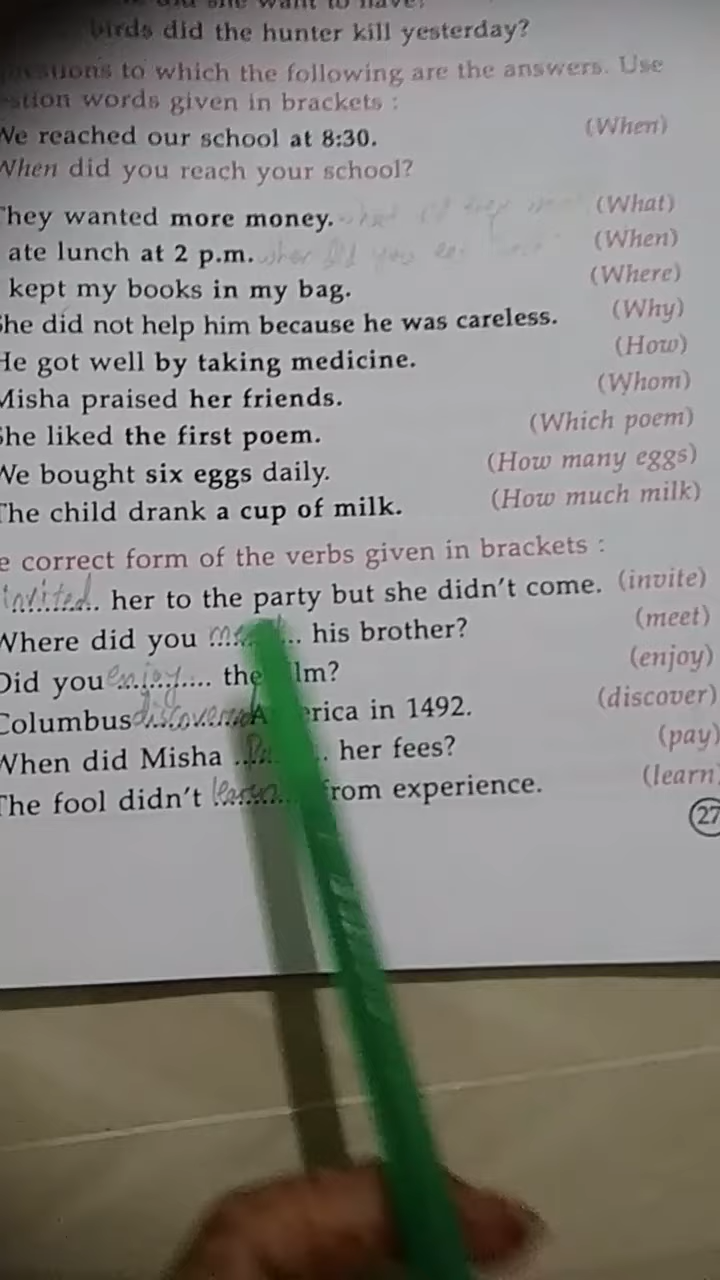 birds did the hunter kill yesterday?
to which the following are the answers. Use
words given in brackets :
We reached our school at 8:30. (When)
When did you reach your school?
They wanted more money. (What)
ate lunch at 2 p.m. (When)
kept my books in my bag. (Where)
She did not help him because he was careless. (Why)
He got well by taking medicine. (How)
Misha praised her friends. (Whom)
She liked the first poem. (Which poem)
We bought six eggs daily. (How many eggs)
The child drank a cup of milk. (How much milk)
correct form of the verbs given in brackets :
invited her to the party but she didn't come. (invite)
Where did you ... his brother? (meet)
Did you enjoy the (enjoy)
Columbus discovered in 1492. (discover)
When did Misha ... her fees? (pay)
The fool didn't learn from experience. (learn)
27